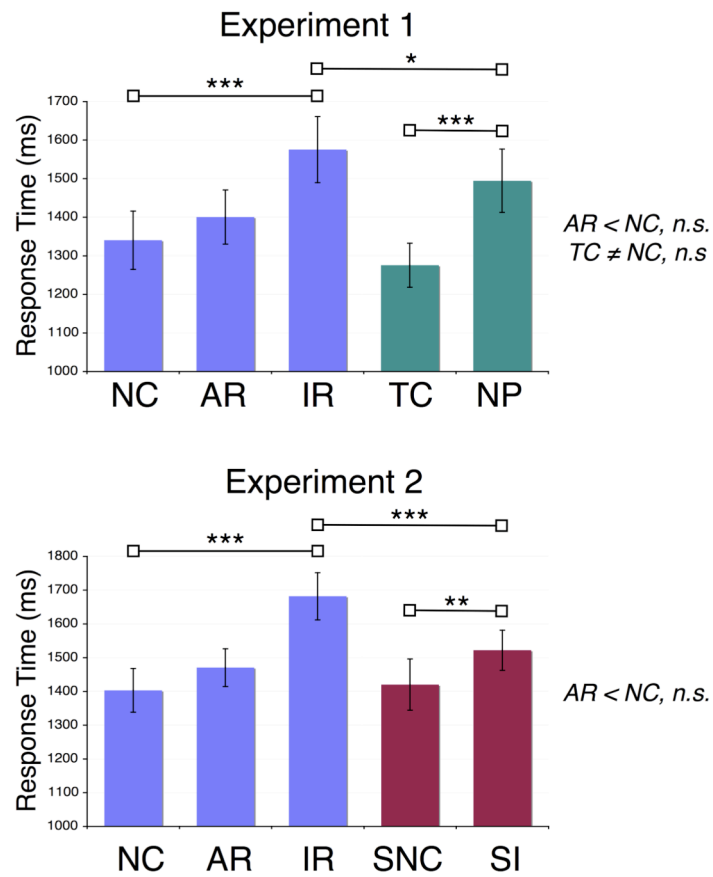 Experiment 1
*
***
***
1700
1600
1500
1400
1300
1200
1100
1000
Response Time (ms)
NC AR IR TC NP
AR < NC, n.s.
TC ≠ NC, n.s
Experiment 2
***
***
**
1800
1700
1600
1500
1400
1300
1200
1100
1000
Response Time (ms)
NC AR IR SNC SI
AR < NC, n.s.